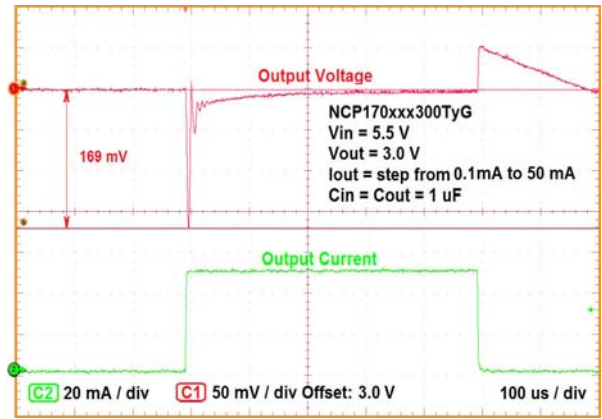 Output Voltage
NCP170xxx300TyG
Vin = 5.5 V
Vout = 3.0 V
Iout = step from 0.1mA to 50 mA
Cin = Cout = 1 uF
169 mV
Output Current
C2 20 mA / div C1 50 mV / div Offset: 3.0 V 100 us / div